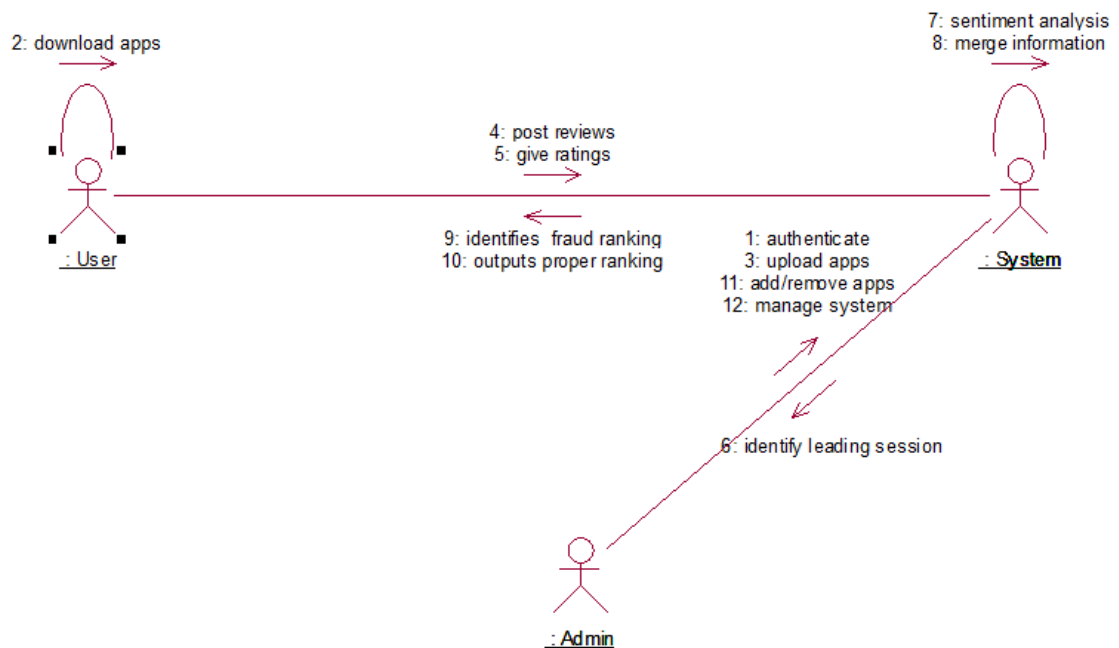 2: download apps
7: sentiment analysis
8: merge information
4: post reviews
5: give ratings
9: identifies fraud ranking
10: outputs proper ranking
1: authenticate
3: upload apps
11: add/remove apps
12: manage system
: User
: System
6: identify leading session
: Admin